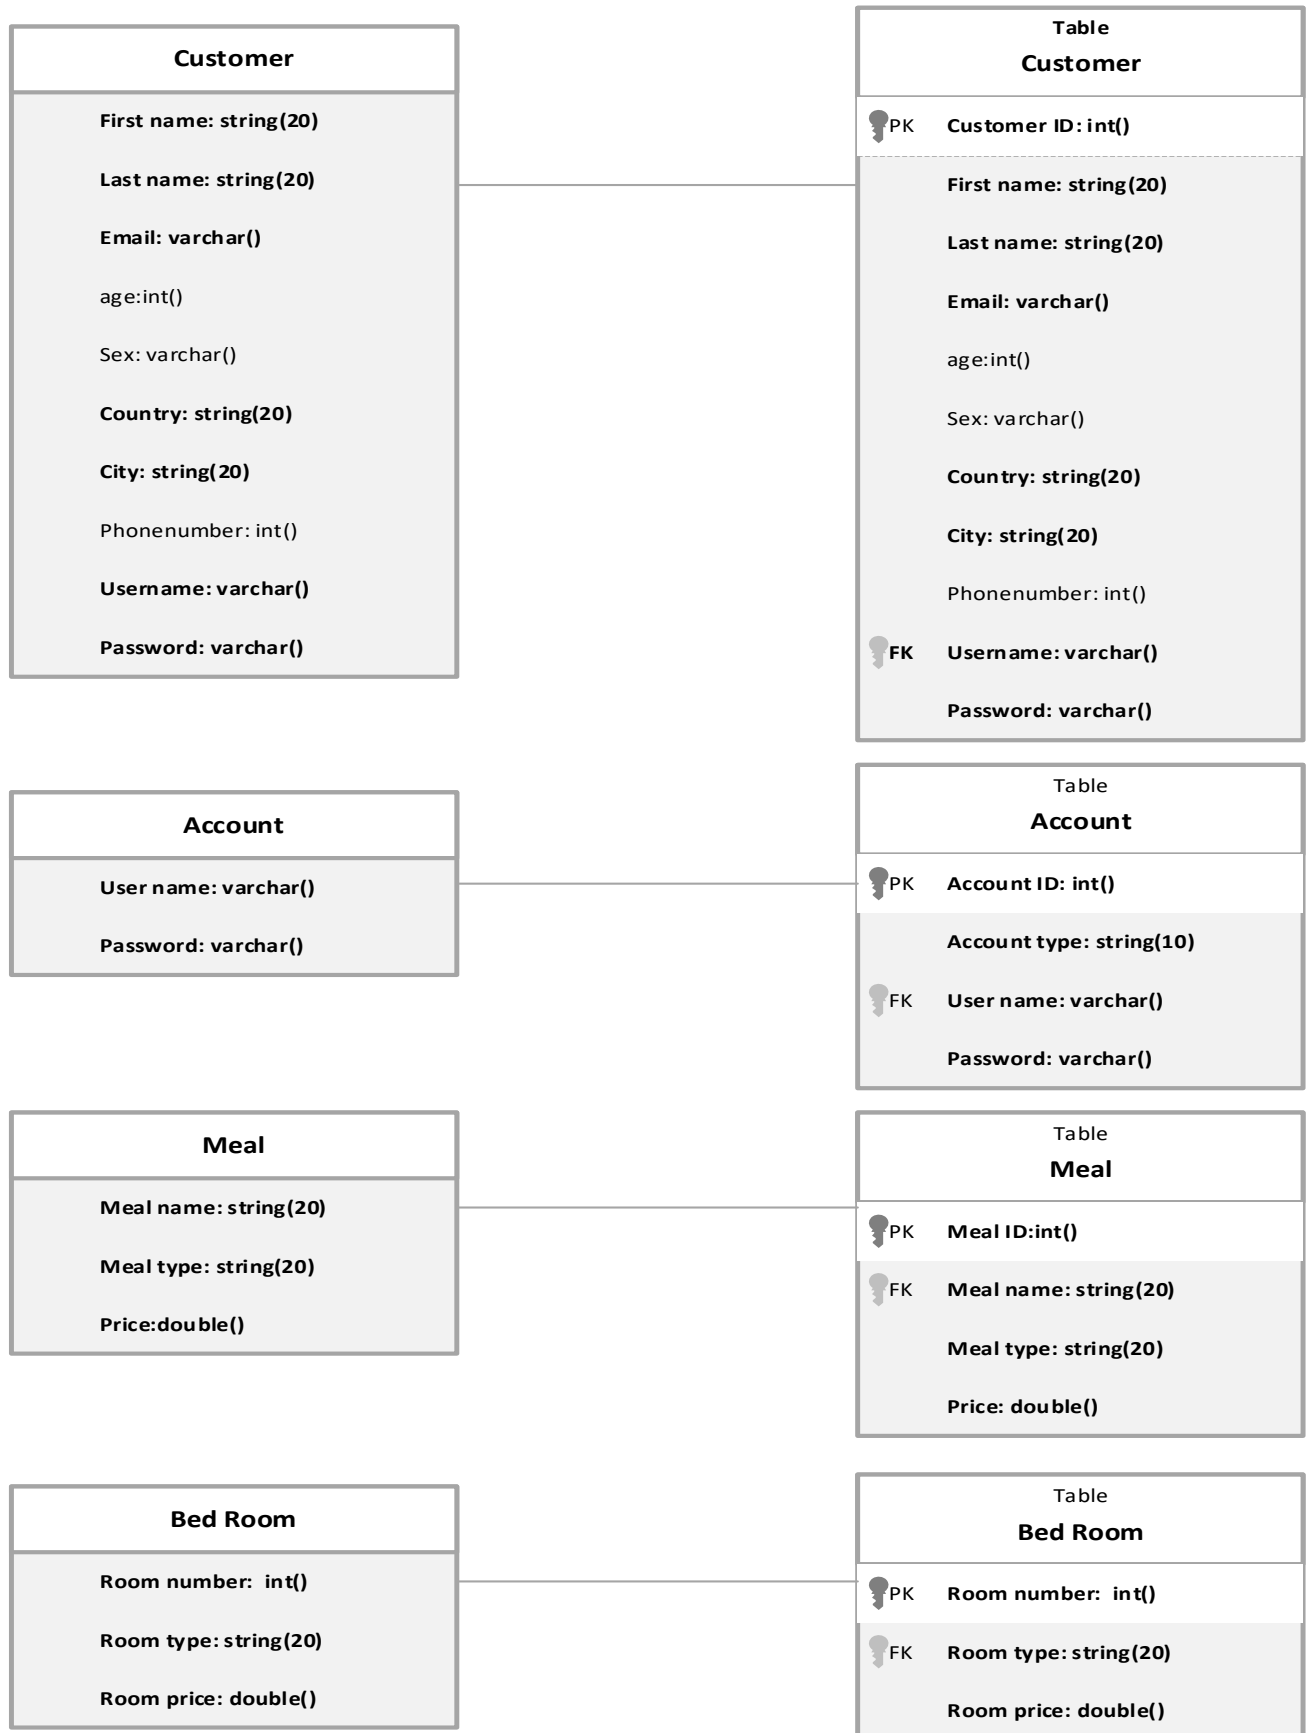 Customer
First name: string(20)
Last name: string(20)
Email: varchar()
age:int()
Sex: varchar()
Country: string(20)
City: string(20)
Phonenumber: int()
Username: varchar()
Password: varchar()
Table
Customer
PK Customer ID: int()
First name: string(20)
Last name: string(20)
Email: varchar()
age:int()
Sex: varchar()
Country: string(20)
City: string(20)
Phonenumber: int()
FK Username: varchar()
Password: varchar()
Account
User name: varchar()
Password: varchar()
Table
Account
PK Account ID: int()
Account type: string(10)
FK User name: varchar()
Password: varchar()
Meal
Meal name: string(20)
Meal type: string(20)
Price:double()
Table
Meal
PK Meal ID:int()
FK Meal name: string(20)
Meal type: string(20)
Price: double()
Bed Room
Room number: int()
Room type: string(20)
Room price: double()
Table
Bed Room
PK Room number: int()
FK Room type: string(20)
Room price: double()